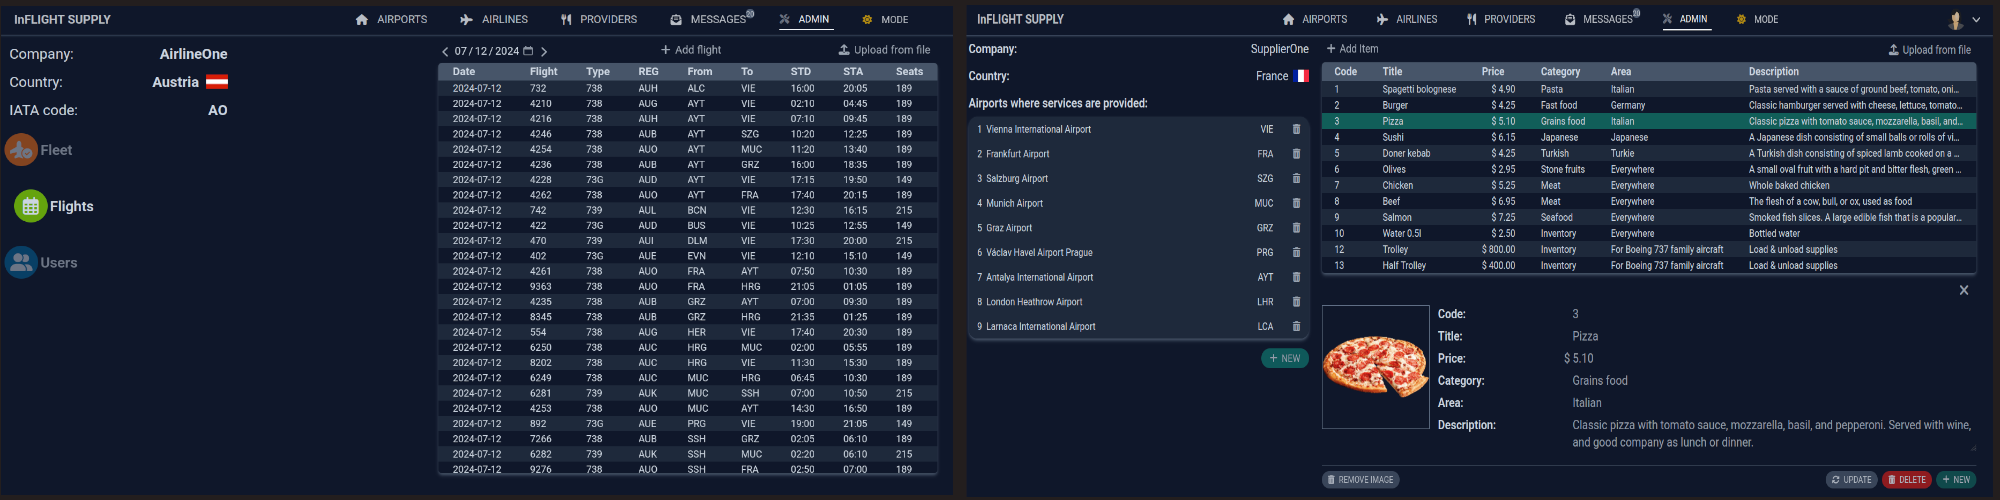 InFLIGHT SUPPLY
AIRPORTS AIRLINES PROVIDERS MESSAGES 20 ADMIN MODE
Company: AirlineOne
Country: Austria
IATA code: AO
Fleet
Flights
Users
07 / 12 / 2024 + Add flight Upload from file
Date Flight Type REG From To STD STA Seats
2024-07-12 732 738 AUH ALC VIE 16:00 20:05 189
2024-07-12 4210 738 AUG AYT VIE 02:10 04:45 189
2024-07-12 4216 738 AUH AYT VIE 07:10 09:45 189
2024-07-12 4246 738 AUB AYT SZG 10:20 12:25 189
2024-07-12 4254 738 AUO AYT MUC 11:20 13:40 189
2024-07-12 4236 738 AUB AYT GRZ 16:00 18:35 189
2024-07-12 4228 73G AUD AYT VIE 17:15 19:50 149
2024-07-12 4262 738 AUO AYT FRA 17:40 20:15 189
2024-07-12 742 739 AUL BCN VIE 12:30 16:15 215
2024-07-12 422 73G AUD BUS VIE 10:25 12:55 149
2024-07-12 470 739 AUI DLM VIE 17:30 20:00 215
2024-07-12 402 73G AUE EVN VIE 12:10 15:10 149
2024-07-12 4261 738 AUO FRA AYT 07:50 10:30 189
2024-07-12 9363 738 AUO FRA HRG 21:05 01:05 189
2024-07-12 4235 738 AUB GRZ AYT 07:00 09:30 189
2024-07-12 8345 738 AUB GRZ HRG 21:35 01:25 189
2024-07-12 554 738 AUG HER VIE 17:40 20:30 189
2024-07-12 6250 738 AUC HRG MUC 02:00 05:55 189
2024-07-12 8202 738 AUC HRG VIE 11:30 15:30 189
2024-07-12 6249 738 AUC MUC HRG 06:45 10:30 189
2024-07-12 6281 739 AUK MUC SSH 07:00 10:50 215
2024-07-12 4253 738 AUO MUC AYT 14:30 16:50 189
2024-07-12 892 73G AUE PRG VIE 19:00 21:05 149
2024-07-12 7266 738 AUB SSH GRZ 02:05 06:10 189
2024-07-12 6282 739 AUK SSH MUC 02:20 06:10 215
2024-07-12 9276 738 AUO SSH FRA 02:50 07:00 189
InFLIGHT SUPPLY
AIRPORTS AIRLINES PROVIDERS MESSAGES 20 ADMIN MODE
Company: SupplierOne
Country: France
Airports where services are provided:
1 Vienna International Airport VIE
2 Frankfurt Airport FRA
3 Salzburg Airport SZG
4 Munich Airport MUC
5 Graz Airport GRZ
6 Václav Havel Airport Prague PRG
7 Antalya International Airport AYT
8 London Heathrow Airport LHR
9 Larnaca International Airport LCA
+ NEW
+ Add Item Upload from file
Code Title Price Category Area Description
1 Spagetti bolognese $ 4.90 Pasta Italian Pasta served with a sauce of ground beef, tomato, oni...
2 Burger $ 4.25 Fast food Germany Classic hamburger served with cheese, lettuce, tomato...
3 Pizza $ 5.10 Grains food Italian Classic pizza with tomato sauce, mozzarella, basil, and...
4 Sushi $ 6.15 Japanese Japanese A Japanese dish consisting of small balls or rolls of vi...
5 Doner kebab $ 4.25 Turkish Turkie A Turkish dish consisting of spiced lamb cooked on a ...
6 Olives $ 2.95 Stone fruits Everywhere A small oval fruit with a hard pit and bitter flesh, green ...
7 Chicken $ 5.25 Meat Everywhere Whole baked chicken
8 Beef $ 6.95 Meat Everywhere The flesh of a cow, bull, or ox, used as food
9 Salmon $ 7.25 Seafood Everywhere Smoked fish slices. A large edible fish that is a popular...
10 Water 0.5l $ 2.50 Inventory Everywhere Bottled water
12 Trolley $ 800.00 Inventory For Boeing 737 family aircraft Load & unload supplies
13 Half Trolley $ 400.00 Inventory For Boeing 737 family aircraft Load & unload supplies
Code: 3
Title: Pizza
Price: $ 5.10
Category: Grains food
Area: Italian
Description: Classic pizza with tomato sauce, mozzarella, basil, and pepperoni. Served with wine,
and good company as lunch or dinner.
REMOVE IMAGE UPDATE DELETE + NEW